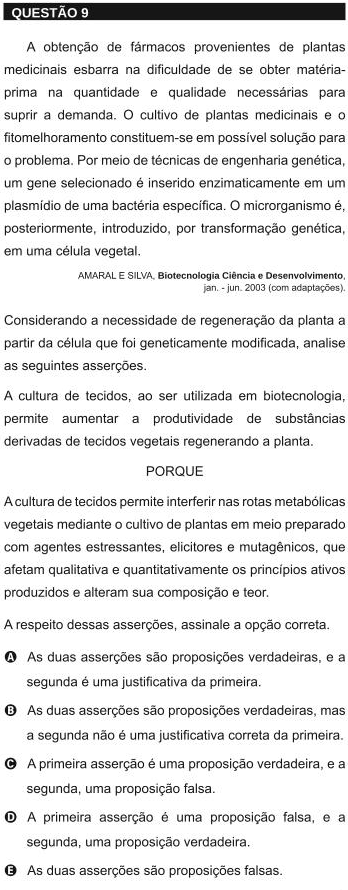 QUESTÃO 9
A obtenção de fármacos provenientes de plantas
medicinais esbarra na dificuldade de se obter matéria-
prima na quantidade e qualidade necessárias para
suprir a demanda. O cultivo de plantas medicinais e o
fitomelhoramento constituem-se em possível solução para
o problema. Por meio de técnicas de engenharia genética,
um gene selecionado é inserido enzimaticamente em um
plasmídio de uma bactéria específica. O microrganismo é,
posteriormente, introduzido, por transformação genética,
em uma célula vegetal.
AMARAL E SILVA, Biotecnologia Ciência e Desenvolvimento,
jan. - jun. 2003 (com adaptações).
Considerando a necessidade de regeneração da planta a
partir da célula que foi geneticamente modificada, analise
as seguintes asserções.
A cultura de tecidos, ao ser utilizada em biotecnologia,
permite aumentar a produtividade de substâncias
derivadas de tecidos vegetais regenerando a planta.
PORQUE
A cultura de tecidos permite interferir nas rotas metabólicas
vegetais mediante o cultivo de plantas em meio preparado
com agentes estressantes, elicitores e mutagênicos, que
afetam qualitativa e quantitativamente os princípios ativos
produzidos e alteram sua composição e teor.
A respeito dessas asserções, assinale a opção correta.
A As duas asserções são proposições verdadeiras, e a
segunda é uma justificativa da primeira.
B As duas asserções são proposições verdadeiras, mas
a segunda não é uma justificativa correta da primeira.
C A primeira asserção é uma proposição verdadeira, e a
segunda, uma proposição falsa.
D A primeira asserção é uma proposição falsa, e a
segunda, uma proposição verdadeira.
E As duas asserções são proposições falsas.